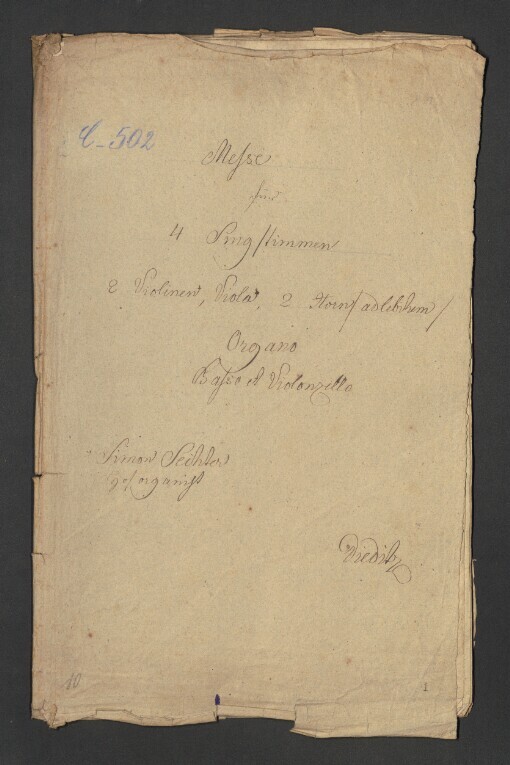 C_502
Messe
für
4 Singstimmen
2 Violinen, Viola, 2 Horn / ad libitum /
Organo
Basso et Violonzello
Simon Sechter
Hoforganist
10
1